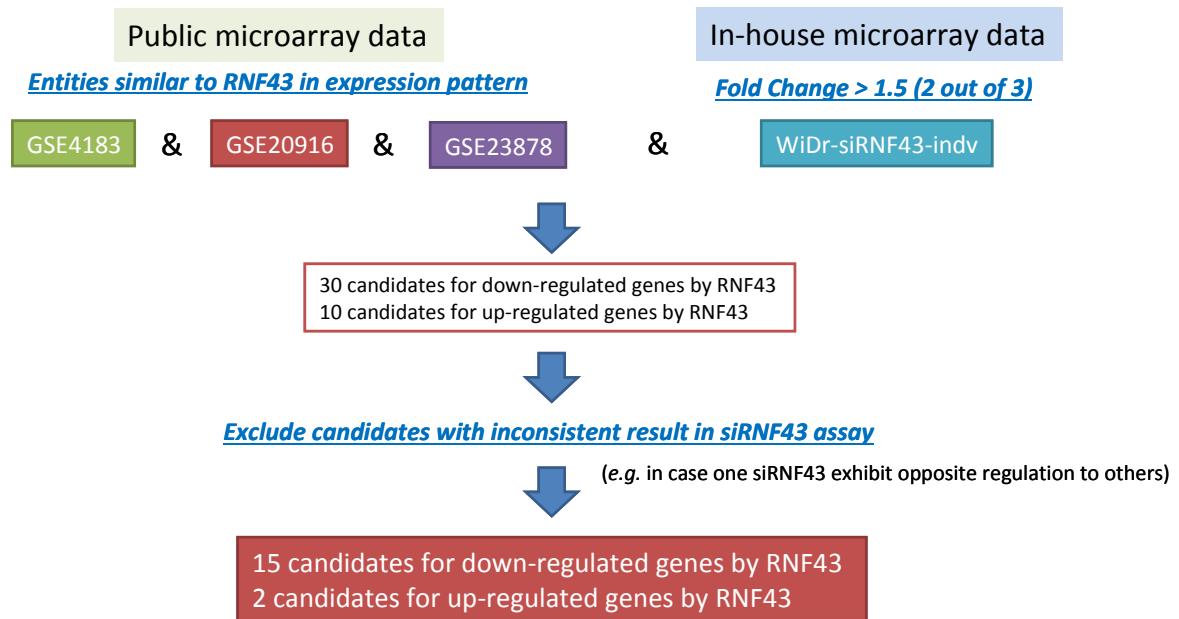 Public microarray data
In-house microarray data
Entities similar to RNF43 in expression pattern
Fold Change > 1.5 (2 out of 3)
GSE4183 & GSE20916 & GSE23878 & WiDr-siRNF43-indv
30 candidates for down-regulated genes by RNF43
10 candidates for up-regulated genes by RNF43
Exclude candidates with inconsistent result in siRNF43 assay
(e.g. in case one siRNF43 exhibit opposite regulation to others)
15 candidates for down-regulated genes by RNF43
2 candidates for up-regulated genes by RNF43